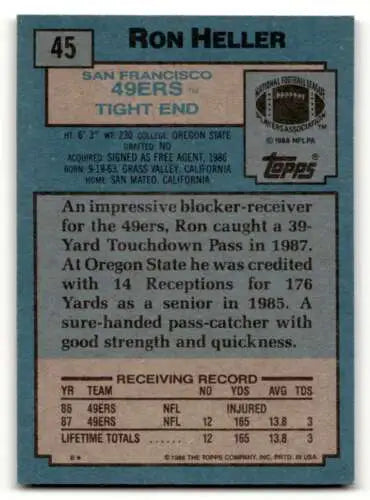 45
RON HELLER
SAN FRANCISCO
49ERS™
TIGHT END
NATIONAL FOOTBALL LEAGUE
PLAYERS ASSOCIATION
© 1988 NFLPA
topps®
HT: 6' 3" WT: 230 COLLEGE: OREGON STATE
DRAFTED: NO
ACQUIRED: SIGNED AS FREE AGENT, 1986
BORN: 9-18-63, GRASS VALLEY, CALIFORNIA
HOME: SAN MATEO, CALIFORNIA
An impressive blocker-receiver
for the 49ers, Ron caught a 39-
Yard Touchdown Pass in 1987.
At Oregon State he was credited
with 14 Receptions for 176
Yards as a senior in 1985. A
sure-handed pass-catcher with
good strength and quickness.
RECEIVING RECORD
YR TEAM NO YDS AVG TDS
86 49ERS NFL INJURED
87 49ERS NFL 12 165 13.8 3
LIFETIME TOTALS 12 165 13.8 3
© 1988 THE TOPPS COMPANY, INC. PRTD. IN USA